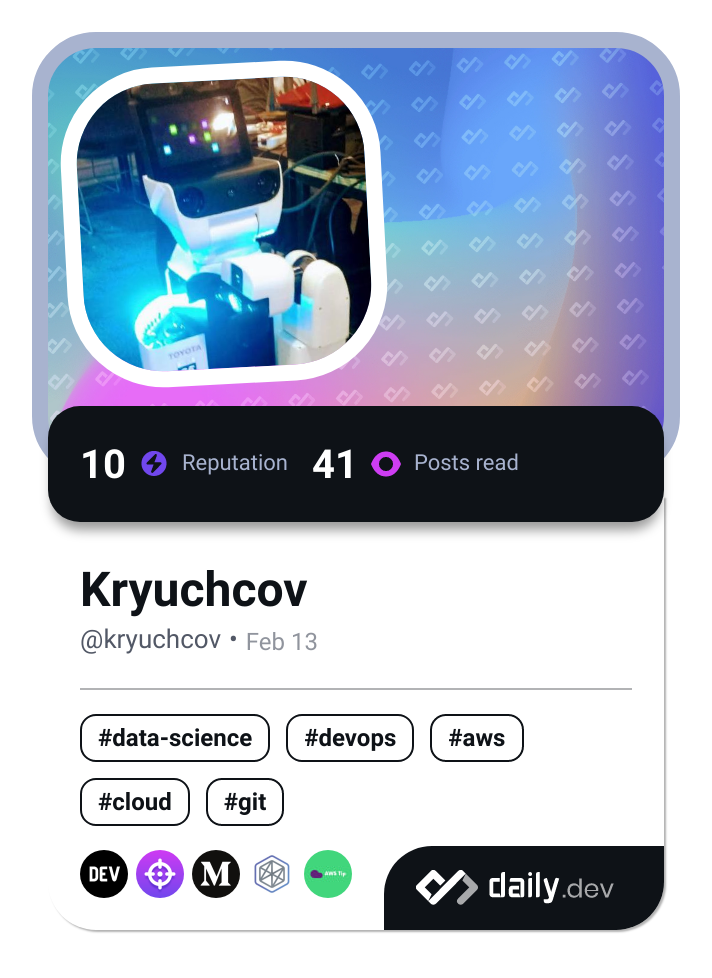 TOYOTA
10 Reputation 41 Posts read
Kryuchcov
@kryuchcov • Feb 13
#data-science #devops #aws
#cloud #git
DEV M AWS Tip
daily.dev